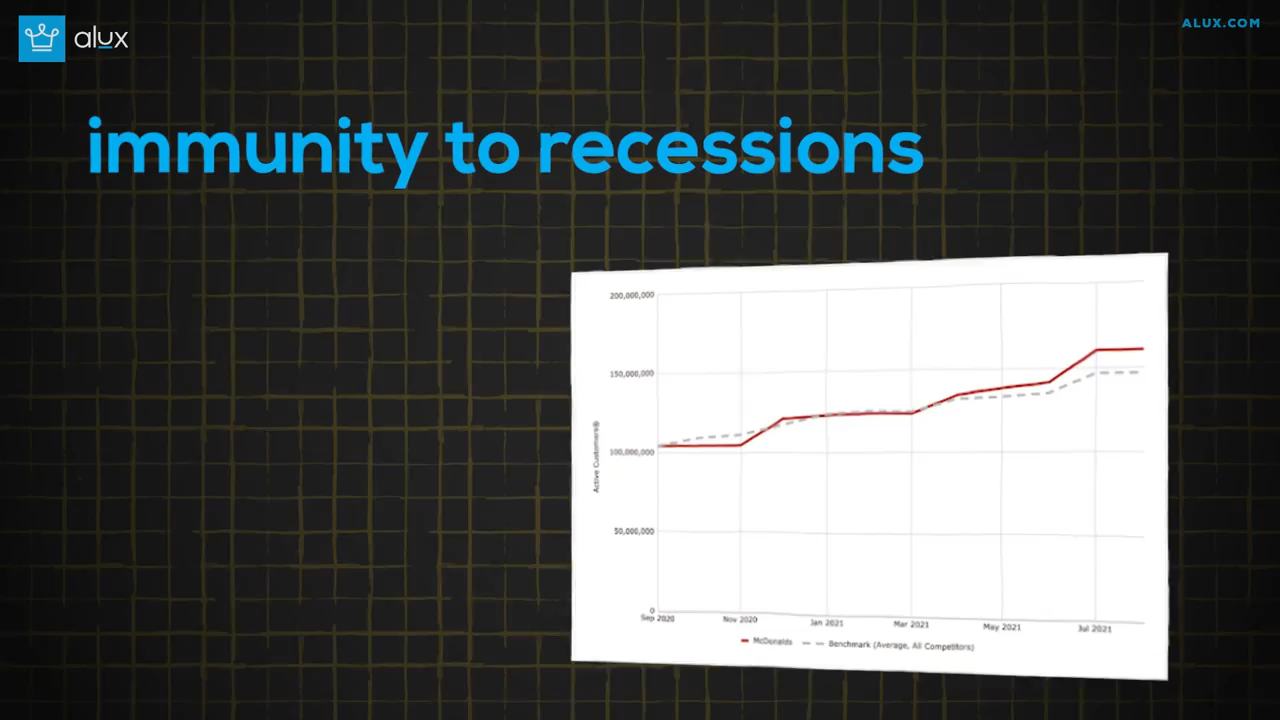 alux
ALUX.COM
immunity to recessions
200,000,000
150,000,000
100,000,000
50,000,000
0
Active Customers®
Sep 2020 Nov 2020 Jan 2021 Mar 2021 May 2021 Jul 2021
McDonalds Benchmark (Average, All Competitors)